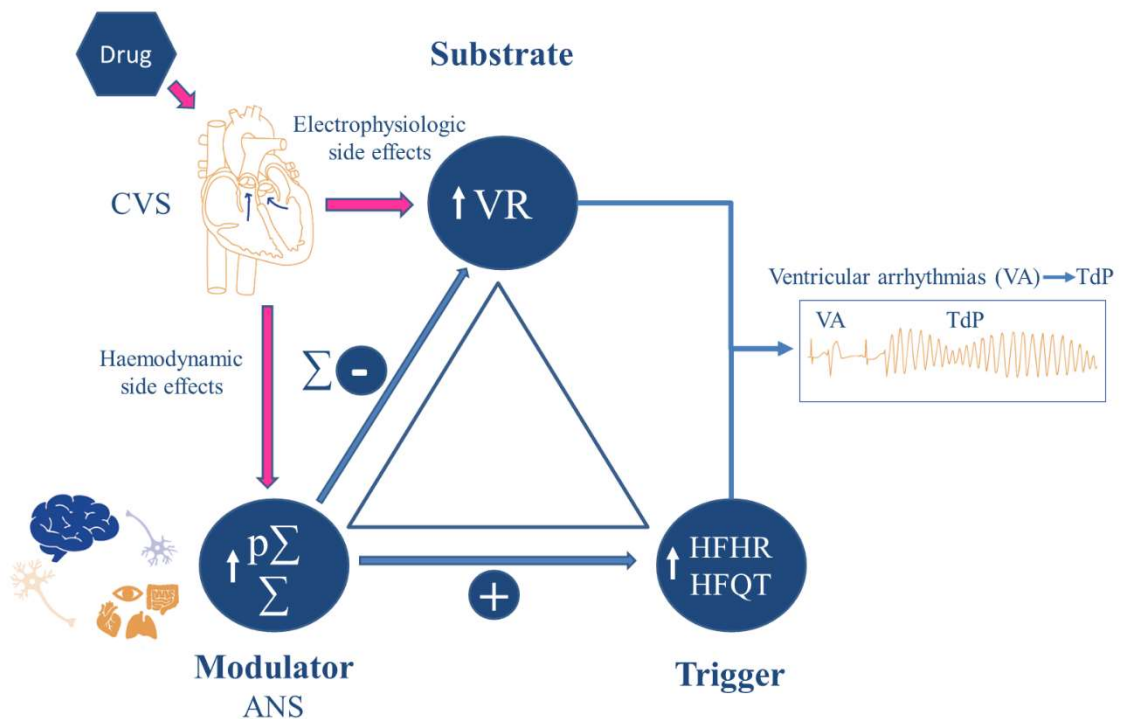 Drug
Substrate
Electrophysiologic
side effects
CVS
↑ VR
Ventricular arrhythmias (VA) → TdP
VA TdP
Haemodynamic
side effects
Σ -
↑ pΣ
Σ
+
↑ HFHR
HFQT
Modulator
ANS
Trigger